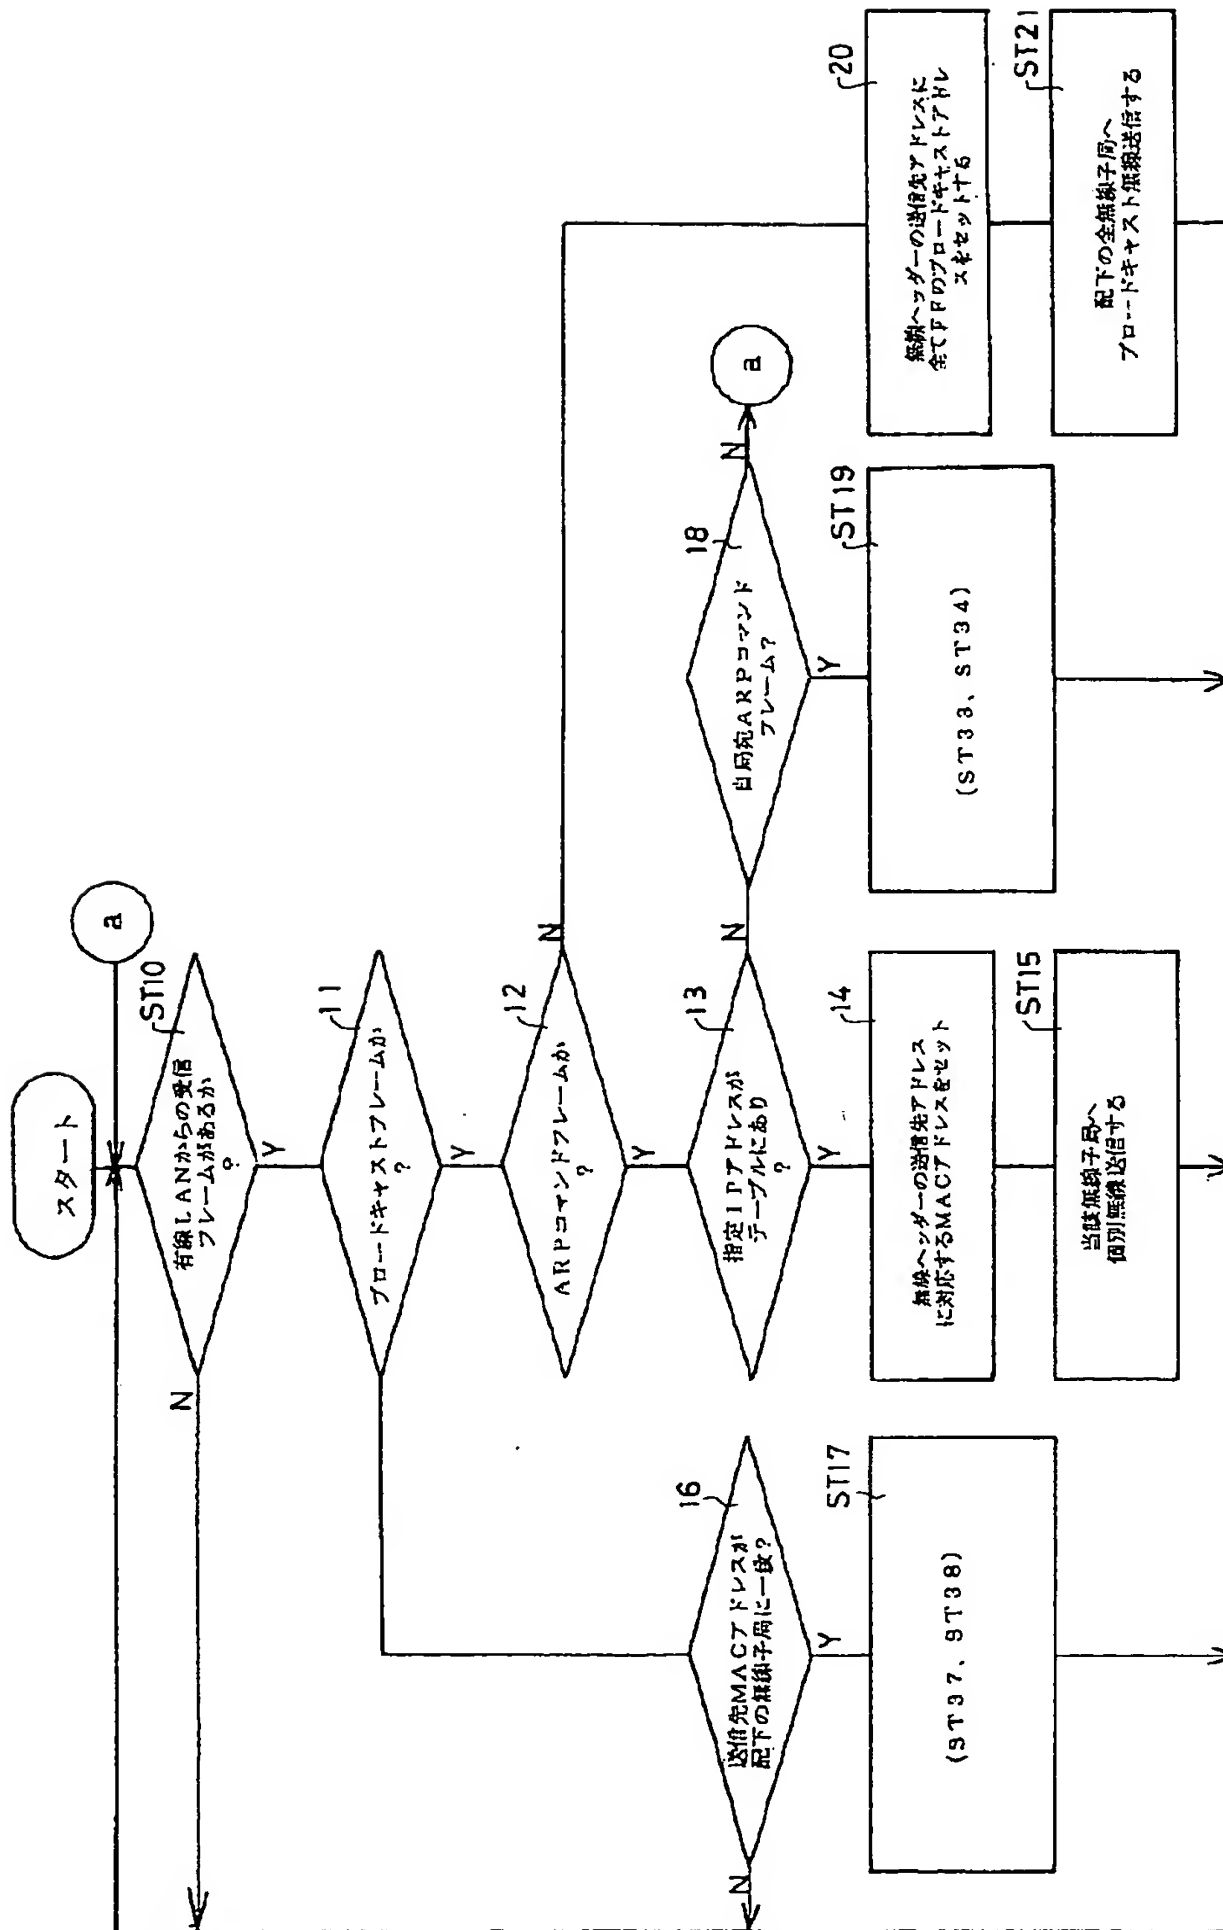 スタート
a
ST10
有線LANからの受信
フレームがあるか
?
N
Y
11
ブロードキャストフレームか
?
Y
12
ARPコマンドフレームか
?
N
Y
13
指定IPアドレスが
テーブルにあり
?
N
Y
14
無線ヘッダーの送信先アドレス
に対応するMACアドレスをセット
ST15
当該無線子局へ
個別無線送信する
16
送信先MACアドレスが
配下の無線子局に一致?
N
Y
ST17
(ST37、ST38)
18
自局宛ARPコマンド
フレーム?
N
a
Y
ST19
(ST33、ST34)
20
無線ヘッダーの送信先アドレスに
全てFFのブロードキャストアドレ
スをセットする
ST21
配下の全無線子局へ
ブロードキャスト無線送信する